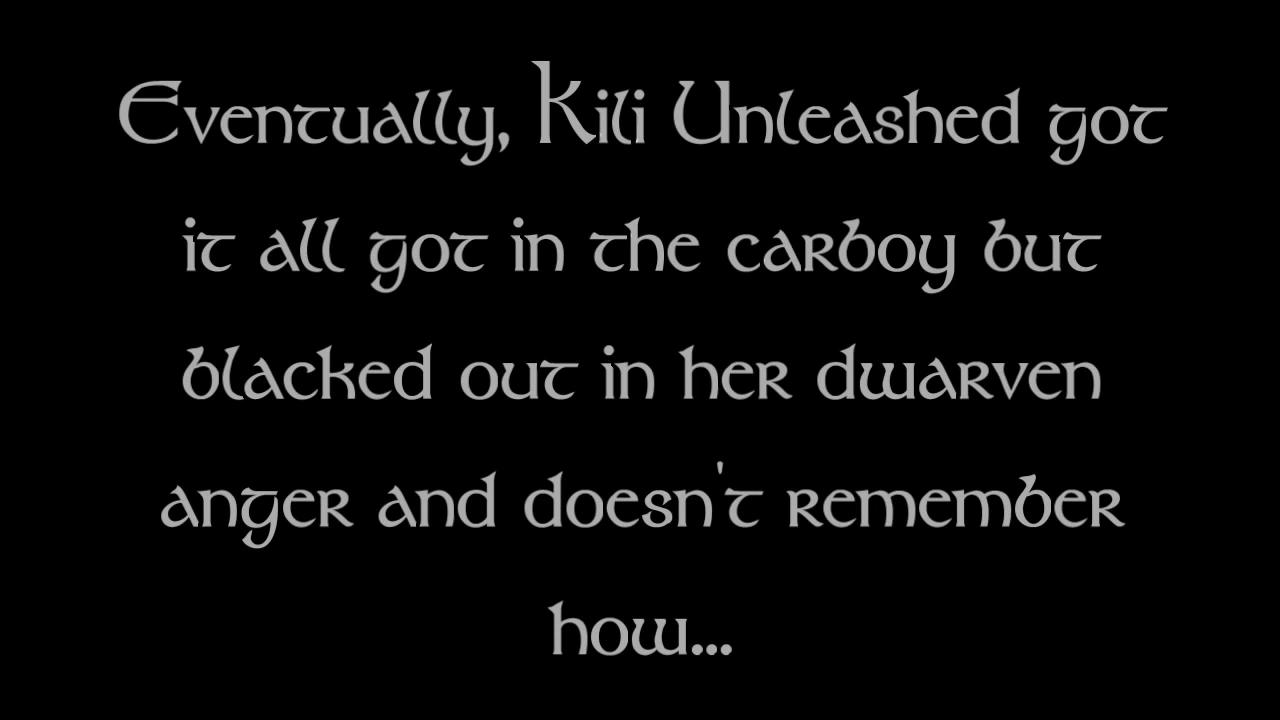 Eventually, Kili Unleashed got
it all got in the carboy but
blacked out in her dwarven
anger and doesn't remember
how...